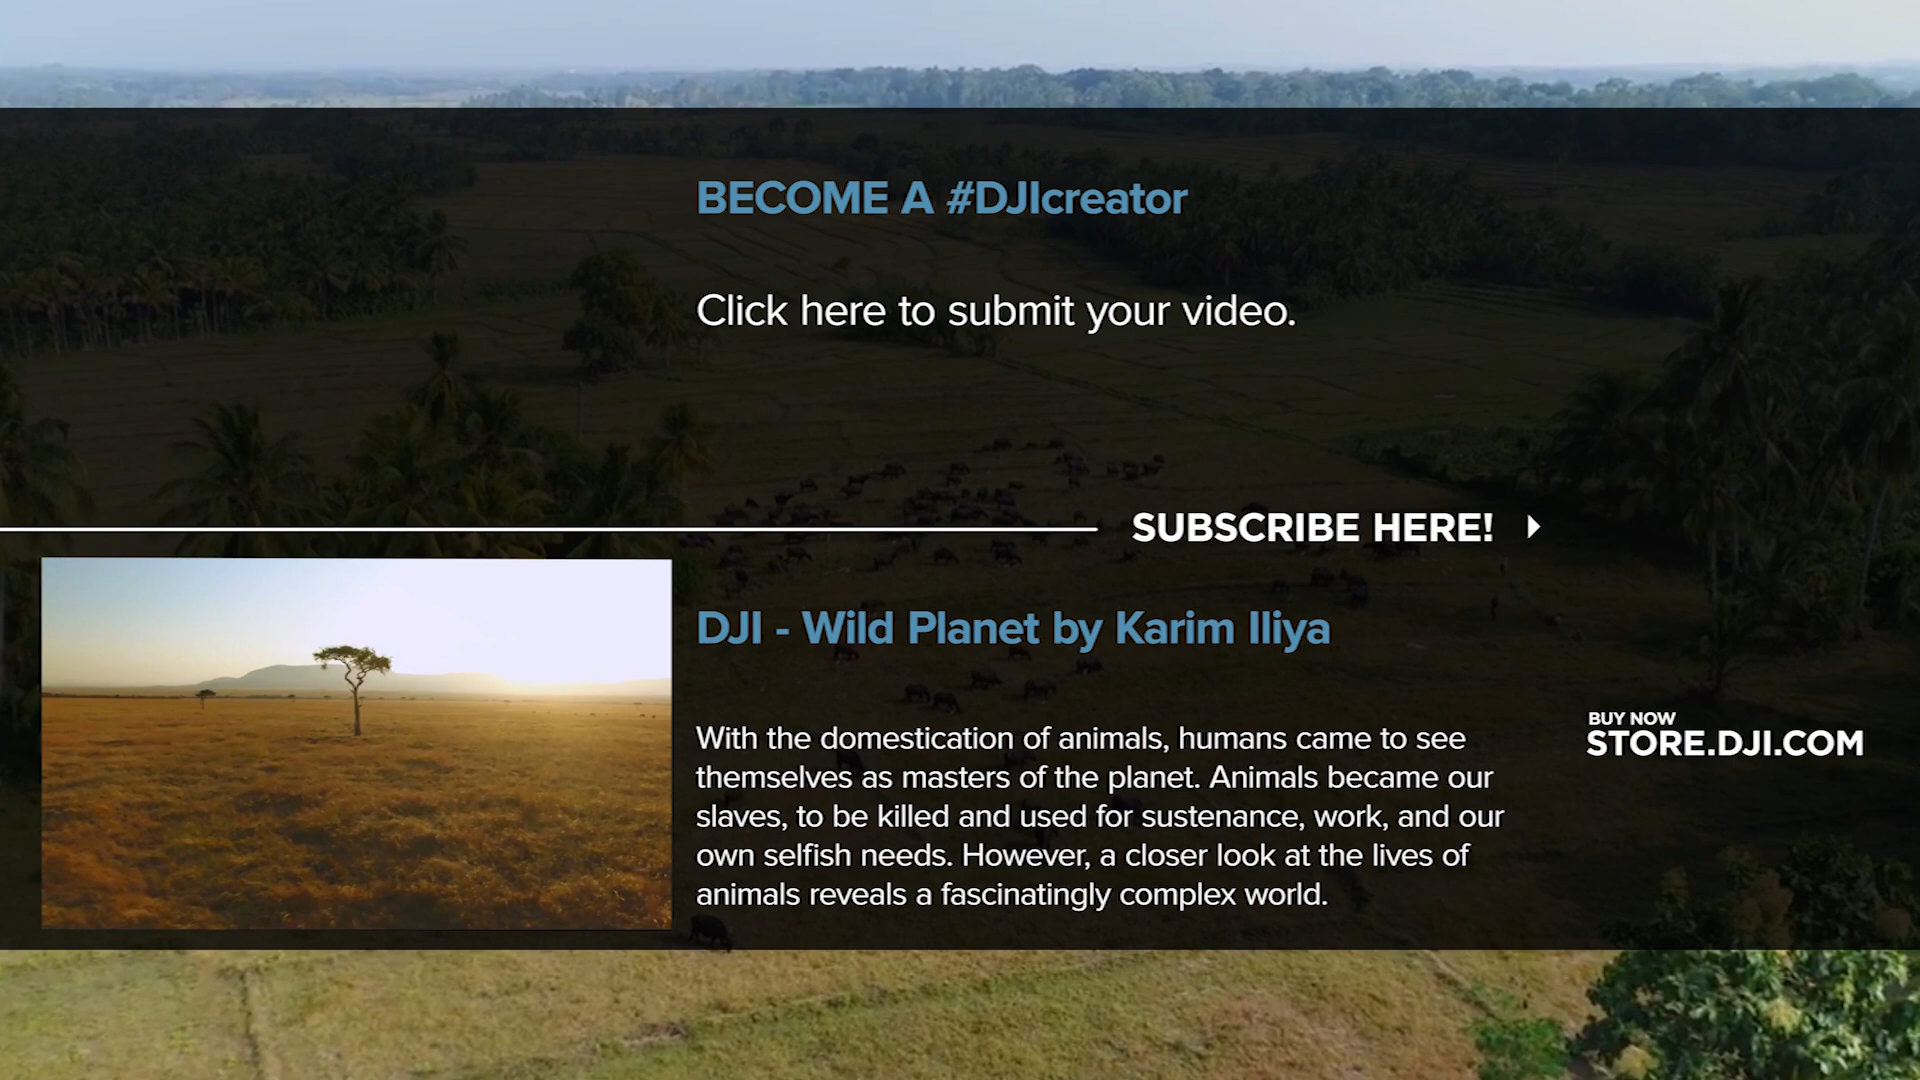 BECOME A #DJIcreator
Click here to submit your video.
SUBSCRIBE HERE!
DJI - Wild Planet by Karim Iliya
With the domestication of animals, humans came to see
themselves as masters of the planet. Animals became our
slaves, to be killed and used for sustenance, work, and our
own selfish needs. However, a closer look at the lives of
animals reveals a fascinatingly complex world.
BUY NOW
STORE.DJI.COM